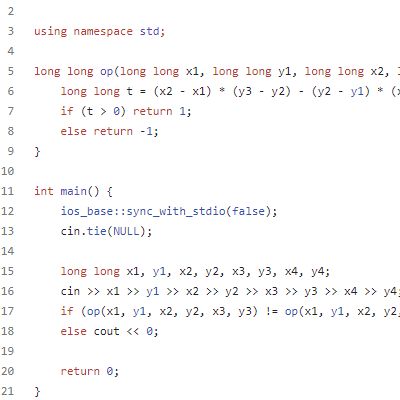 2
3 using namespace std;
4
5 long long op(long long x1, long long y1, long long x2, l
6 long long t = (x2 - x1) * (y3 - y2) - (y2 - y1) * (x
7 if (t > 0) return 1;
8 else return -1;
9 }
10
11 int main() {
12 ios_base::sync_with_stdio(false);
13 cin.tie(NULL);
14
15 long long x1, y1, x2, y2, x3, y3, x4, y4;
16 cin >> x1 >> y1 >> x2 >> y2 >> x3 >> y3 >> x4 >> y4;
17 if (op(x1, y1, x2, y2, x3, y3) != op(x1, y1, x2, y2,
18 else cout << 0;
19
20 return 0;
21 }